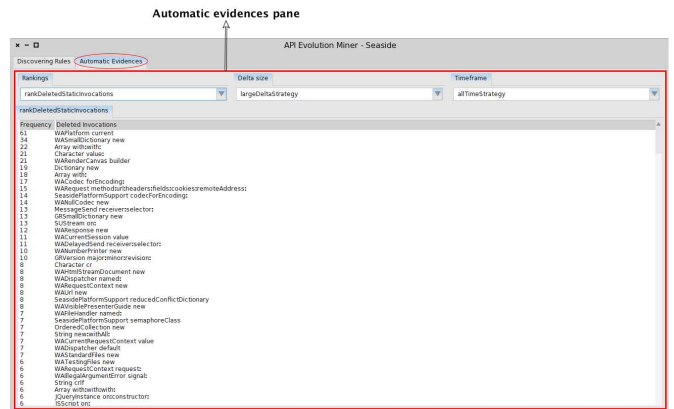 Automatic evidences pane
API Evolution Miner - Seaside
Discovering Rules Automatic Evidences
Rankings Delta size Timeframe
rankDeletedStaticInvocations largeDeltaStrategy allTimeStrategy
rankDeletedStaticInvocations
Frequency Deleted Invocations
61 WAPlatform current
34 WASmallDictionary new
22 Array with:with:
21 Character value:
21 WARenderCanvas builder
19 Dictionary new
18 Array with:
17 WACodec forEncoding:
15 WARequest method:url:headers:fields:cookies:remoteAddress:
14 SeasidePlatformSupport codecForEncoding:
14 WANullCodec new
13 MessageSend receiver:selector:
13 GRSmallDictionary new
13 SUStream on:
12 WAResponse new
11 WACurrentSession value
11 WADelayedSend receiver:selector:
10 WANumberPrinter new
10 GRVersion major:minor:revision:
8 Character cr
8 WAHtmlStreamDocument new
8 WADispatcher named:
8 WARequestContext new
8 WAUrl new
8 SeasidePlatformSupport reducedConflictDictionary
8 WAVisiblePresenterGuide new
7 WAFileHandler named:
7 SeasidePlatformSupport semaphoreClass
7 OrderedCollection new
7 String new:withAll:
7 WACurrentRequestContext value
7 WADispatcher default
7 WAStandardFiles new
6 WATestingFiles new
6 WARequestContext request:
6 WAIllegalArgumentError signal:
6 String crlf
6 Array with:with:with:
6 JQueryInstance on:constructor:
6 JSScript on: